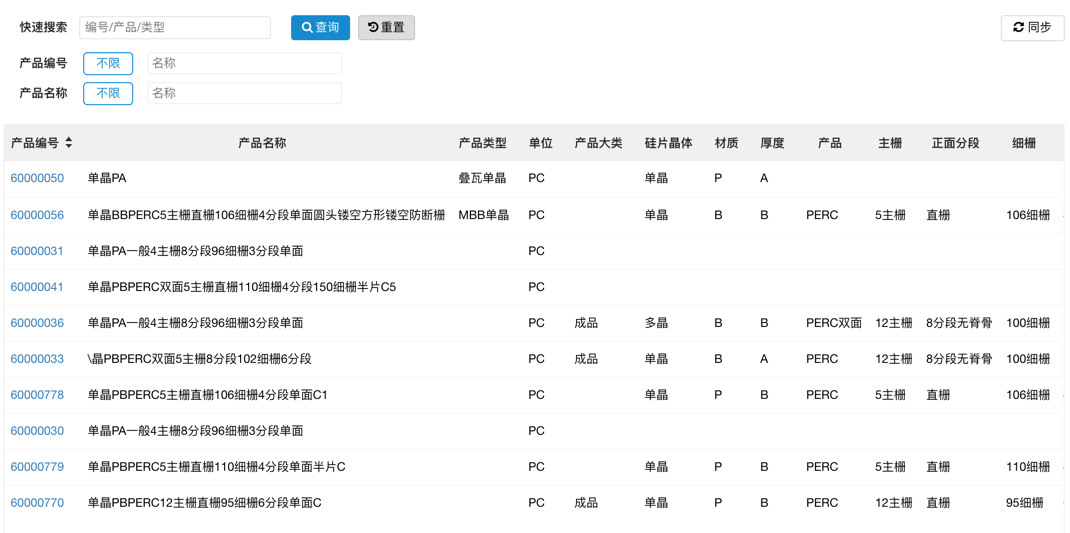 快速搜索 编号/产品/类型 查询 重置 同步
产品编号 不限 名称
产品名称 不限 名称
产品编号 产品名称 产品类型 单位 产品大类 硅片晶体 材质 厚度 产品 主栅 正面分段 细栅
60000050 单晶PA 叠瓦单晶 PC 单晶 P A
60000056 单晶BBPERC5主栅直栅106细栅4分段单面圆头镂空方形镂空防断栅 MBB单晶 PC 单晶 B B PERC 5主栅 直栅 106细栅
60000031 单晶PA一般4主栅8分段96细栅3分段单面 PC
60000041 单晶PBPERC双面5主栅直栅110细栅4分段150细栅半片C5 PC
60000036 单晶PA一般4主栅8分段96细栅3分段单面 PC 成品 多晶 B B PERC双面 12主栅 8分段无脊骨 100细栅
60000033 \晶PBPERC双面5主栅8分段102细栅6分段 PC 成品 单晶 B A PERC 12主栅 8分段无脊骨 100细栅
60000778 单晶PBPERC5主栅直栅106细栅4分段单面C1 PC 单晶 P B PERC 5主栅 直栅 106细栅
60000030 单晶PA一般4主栅8分段96细栅3分段单面 PC
60000779 单晶PBPERC5主栅直栅110细栅4分段单面半片C PC 单晶 P B PERC 5主栅 直栅 110细栅
60000770 单晶PBPERC12主栅直栅95细栅6分段单面C PC 成品 单晶 P B PERC 12主栅 直栅 95细栅